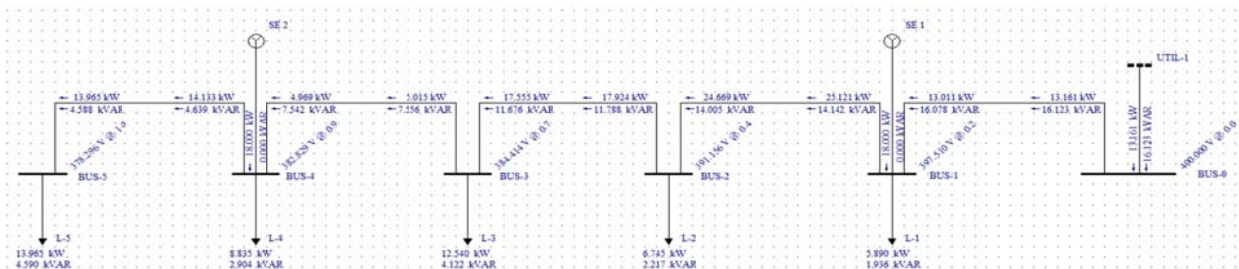 SE 2
SE 1
UTIL-1
13.965 kW
4.588 kVAR
14.133 kW
4.639 kVAR
18.000 kW
0.000 kVAR
4.969 kW
7.542 kVAR
5.015 kW
7.556 kVAR
17.555 kW
11.676 kVAR
17.924 kW
11.788 kVAR
24.669 kW
14.005 kVAR
25.121 kW
14.142 kVAR
18.000 kW
0.000 kVAR
13.011 kW
16.078 kVAR
13.161 kW
16.123 kVAR
13.161 kW
16.123 kVAR
382.829 V @ 0.9
384.414 V @ 0.7
391.156 V @ 0.4
397.510 V @ 0.2
400.000 V @ 0.0
378.296 V @
BUS-5
BUS-4
BUS-3
BUS-2
BUS-1
BUS-0
L-5
13.965 kW
4.590 kVAR
L-4
8.835 kW
2.904 kVAR
L-3
12.540 kW
4.122 kVAR
L-2
6.745 kW
2.217 kVAR
L-1
5.890 kW
1.936 kVAR